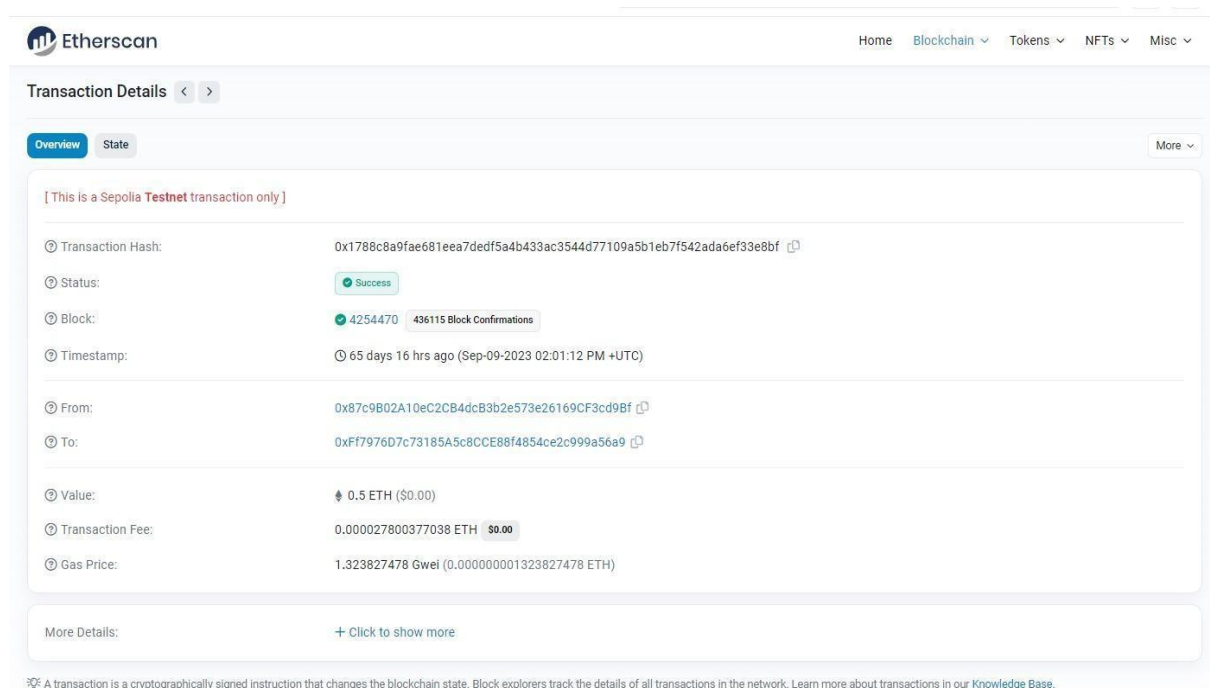 Etherscan
Home Blockchain Tokens NFTs Misc
Transaction Details
Overview State More
[ This is a Sepolia Testnet transaction only ]
Transaction Hash: 0x1788c8a9fae681eea7dedf5a4b433ac3544d77109a5b1eb7f542ada6ef33e8bf
Status: Success
Block: 4254470 436115 Block Confirmations
Timestamp: 65 days 16 hrs ago (Sep-09-2023 02:01:12 PM +UTC)
From: 0x87c9B02A10eC2CB4dcB3b2e573e26169CF3cd9Bf
To: 0xFf7976D7c73185A5c8CCE88f4854ce2c999a56a9
Value: 0.5 ETH ($0.00)
Transaction Fee: 0.000027800377038 ETH $0.00
Gas Price: 1.323827478 Gwei (0.000000001323827478 ETH)
More Details: + Click to show more
A transaction is a cryptographically signed instruction that changes the blockchain state. Block explorers track the details of all transactions in the network. Learn more about transactions in our Knowledge Base.